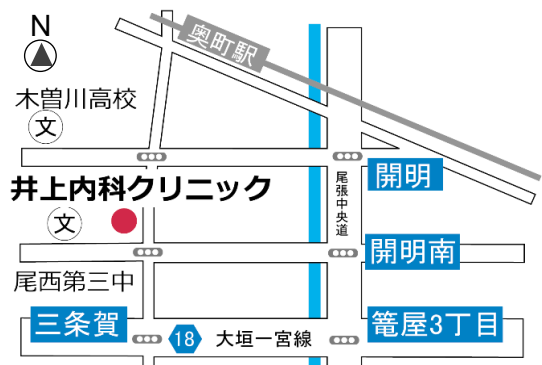 N
奥町駅
木曽川高校
文
開明
井上内科クリニック
尾張中央道
文
開明南
尾西第三中
三条賀
18
大垣一宮線
篭屋3丁目